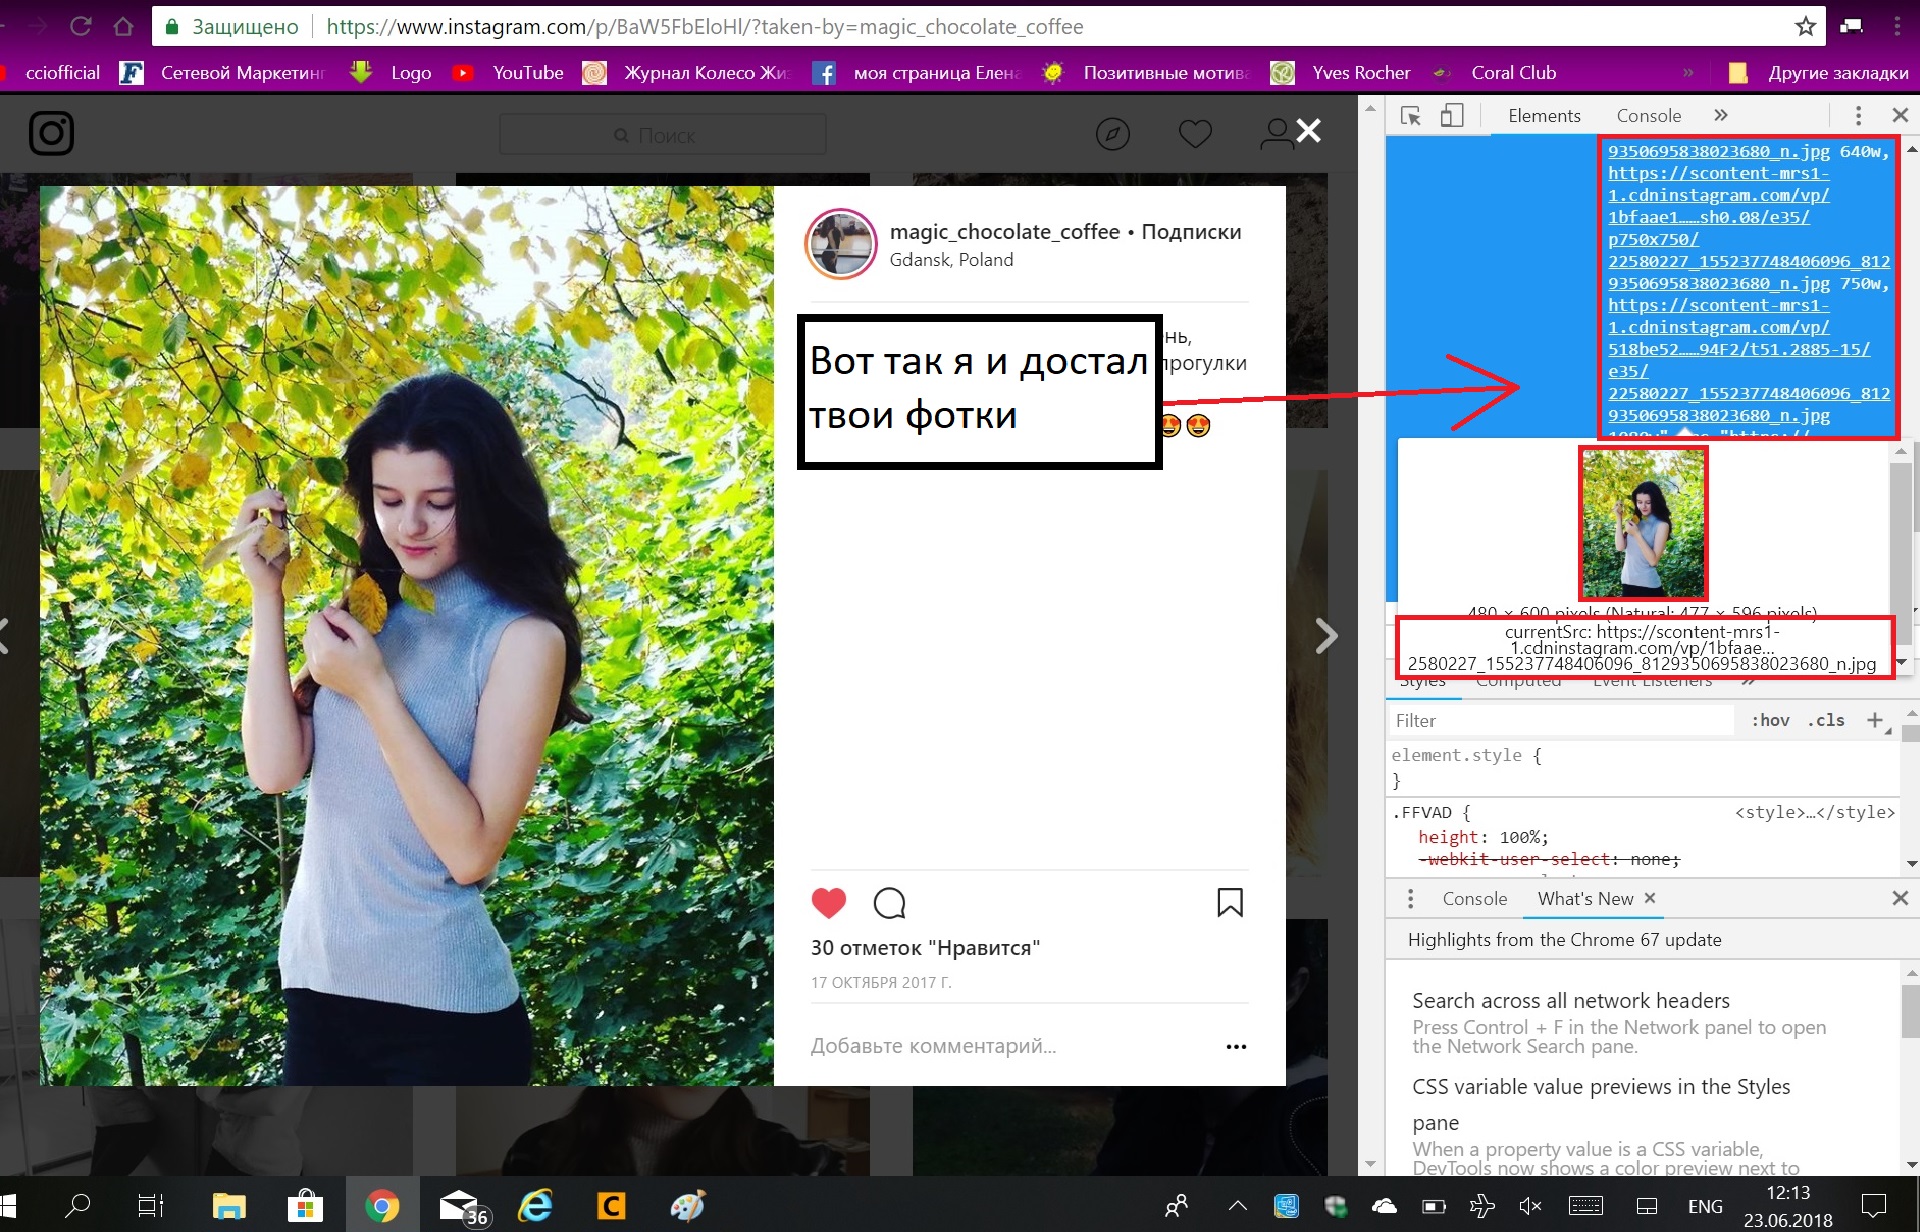 Защищено
https://www.instagram.com/p/BaW5FbEloHl/?taken-by=magic_chocolate_coffee
cciofficial
Сетевой Маркетинг
Logo
YouTube
Журнал Колесо Жи
моя страница Елена
Позитивные мотива
Yves Rocher
Coral Club
»
Другие закладки
Поиск
magic_chocolate_coffee • Подписки
Gdansk, Poland
нь,
прогулки
Вот так я и достал
твои фотки
30 отметок "Нравится"
17 ОКТЯБРЯ 2017 Г.
Добавьте комментарий...
Elements
Console
»
9350695838023680_n.jpg 640w,
https://scontent-mrs1-
1.cdninstagram.com/vp/
1bfaae1……sh0.08/e35/
p750x750/
22580227_155237748406096_812
9350695838023680_n.jpg 750w,
https://scontent-mrs1-
1.cdninstagram.com/vp/
518be52……94F2/t51.2885-15/
e35/
22580227_155237748406096_812
9350695838023680_n.jpg
480 × 600 pixels (Natural: 477 × 596 pixels)
currentSrc: https://scontent-mrs1-
1.cdninstagram.com/vp/1bfaae…
2580227_155237748406096_8129350695838023680_n.jpg
Styles
Computed
Event Listeners
»
Filter
:hov
.cls
+
element.style {
}
.FFVAD {
<style>…</style>
height: 100%;
-webkit-user-select: none;
Console
What's New
Highlights from the Chrome 67 update
Search across all network headers
Press Control + F in the Network panel to open
the Network Search pane.
CSS variable value previews in the Styles
pane
When a property value is a CSS variable,
DevTools now shows a color preview next to
36
ENG
12:13
23.06.2018